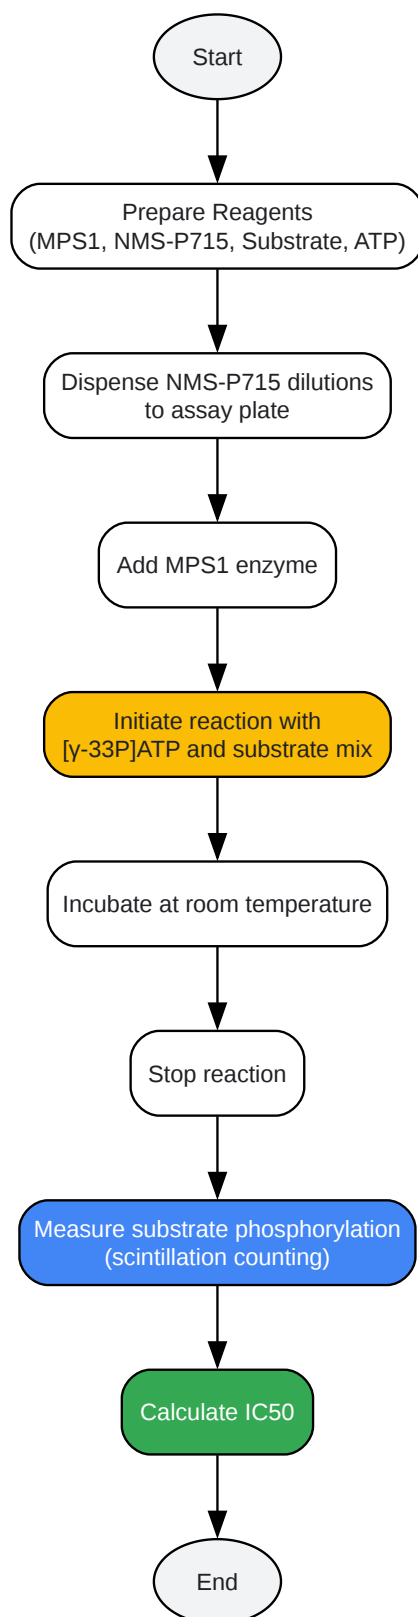 Start
Prepare Reagents
(MPS1, NMS-P715, Substrate, ATP)
Dispense NMS-P715 dilutions
to assay plate
Add MPS1 enzyme
Initiate reaction with
[γ-33P]ATP and substrate mix
Incubate at room temperature
Stop reaction
Measure substrate phosphorylation
(scintillation counting)
Calculate IC50
End